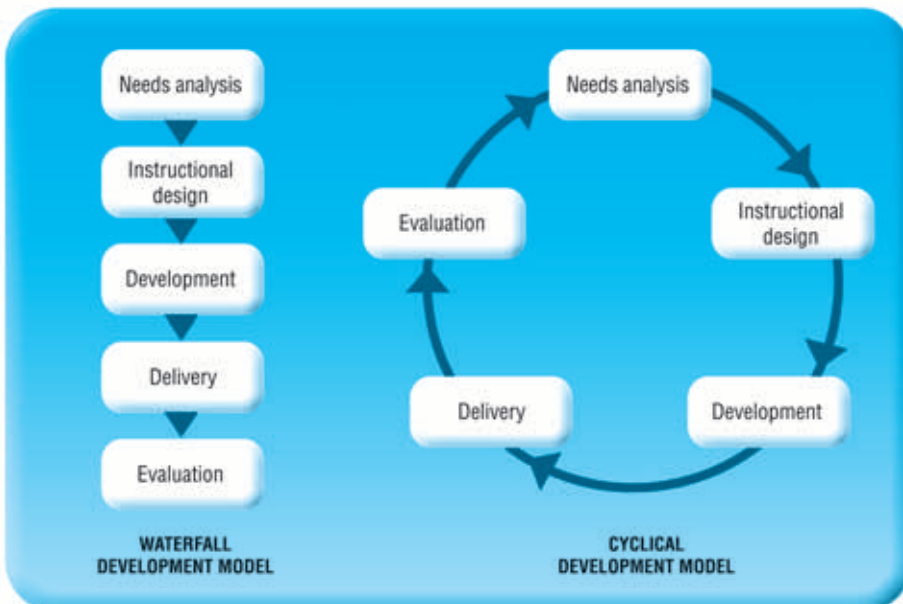 Needs analysis
Instructional
design
Development
Delivery
Evaluation
WATERFALL
DEVELOPMENT MODEL
Needs analysis
Instructional
design
Development
Delivery
Evaluation
CYCLICAL
DEVELOPMENT MODEL